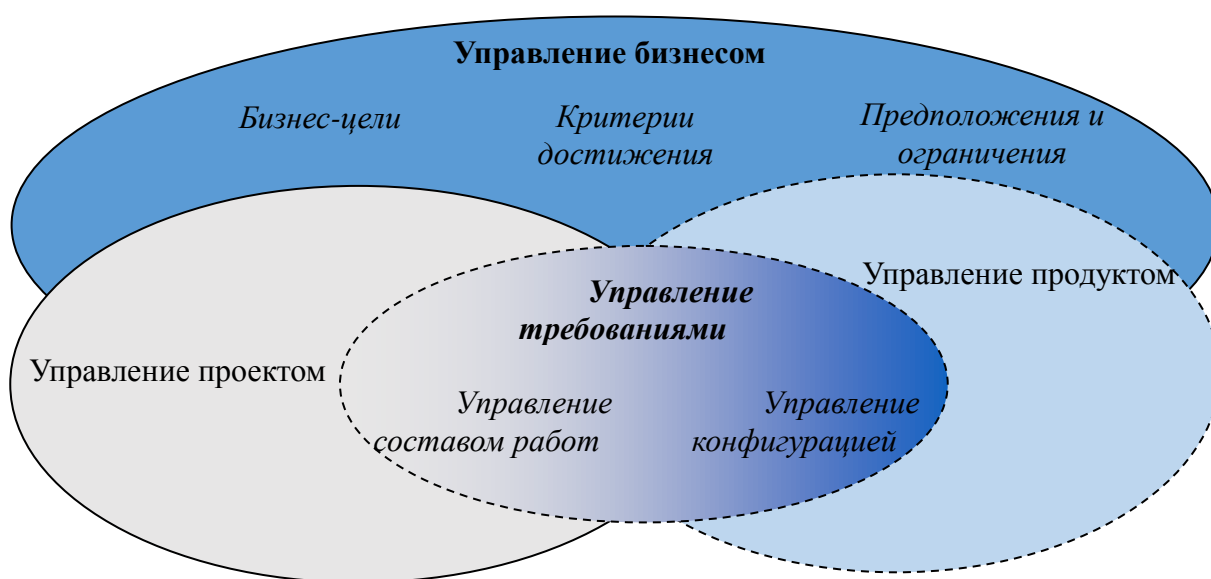 Управление бизнесом
Бизнес-цели
Критерии
достижения
Предположения и
ограничения
Управление продуктом
Управление
требованиями
Управление проектом
Управление
составом работ
Управление
конфигурацией